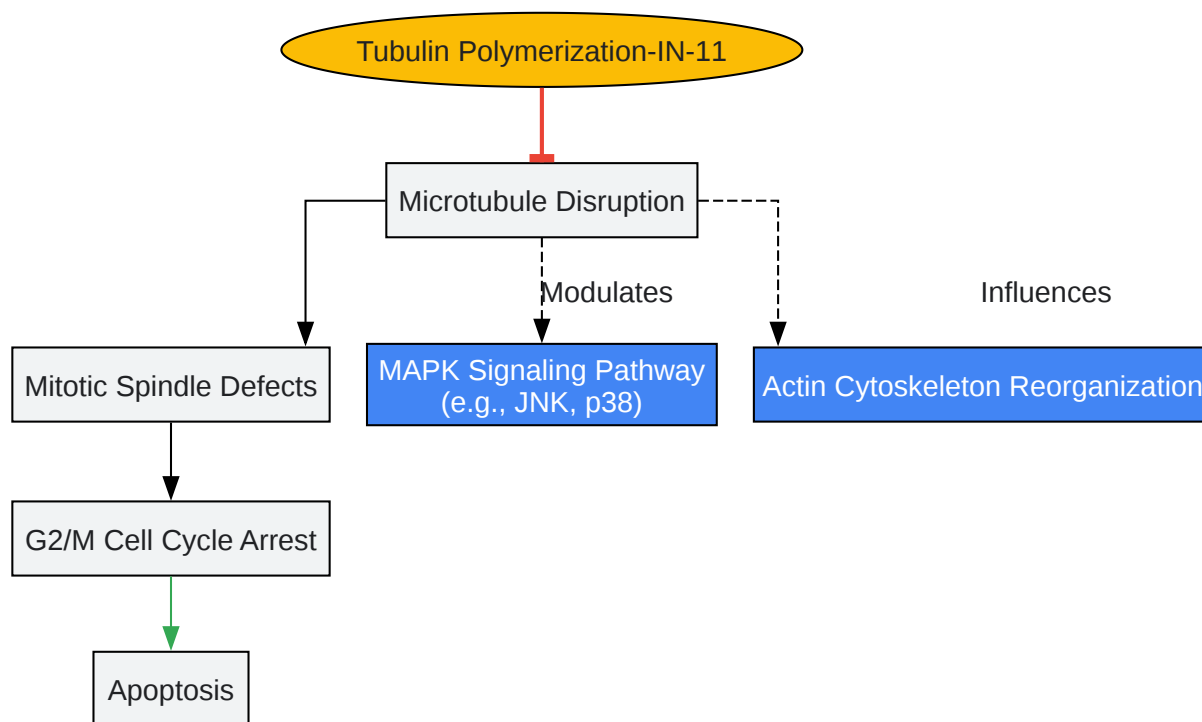 Tubulin Polymerization-IN-11
Microtubule Disruption
Modulates
Influences
Mitotic Spindle Defects
MAPK Signaling Pathway
(e.g., JNK, p38)
Actin Cytoskeleton Reorganization
G2/M Cell Cycle Arrest
Apoptosis